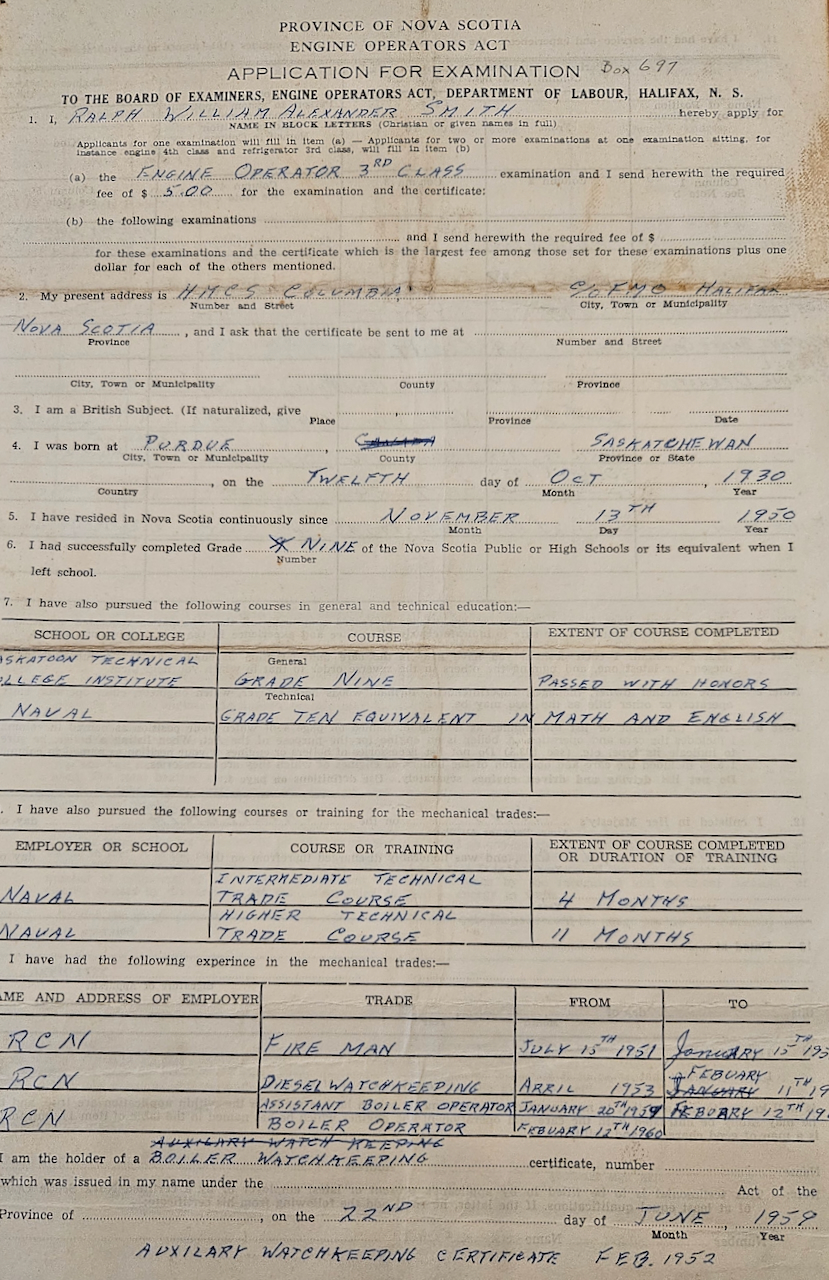 PROVINCE OF NOVA SCOTIA
ENGINE OPERATORS ACT
APPLICATION FOR EXAMINATION Box 697
TO THE BOARD OF EXAMINERS, ENGINE OPERATORS ACT, DEPARTMENT OF LABOUR, HALIFAX, N. S.
1. I, RALPH WILLIAM ALEXANDER SMITH hereby apply for
NAME IN BLOCK LETTERS (Christian or given names in full)
Applicants for one examination will fill in item (a) — Applicants for two or more examinations at one examination sitting, for
instance engine 4th class and refrigerator 3rd class, will fill in item (b)
(a) the ENGINE OPERATOR 3RD CLASS examination and I send herewith the required
fee of $ 5.00 for the examination and the certificate:
(b) the following examinations
and I send herewith the required fee of $
for these examinations and the certificate which is the largest fee among those set for these examinations plus one
dollar for each of the others mentioned.
2. My present address is HMCS COLUMBIA C/O FMO HALIFAX
Number and Street City, Town or Municipality
NOVA SCOTIA , and I ask that the certificate be sent to me at
Province Number and Street
City, Town or Municipality County Province
3. I am a British Subject. (If naturalized, give
Place Province Date
4. I was born at PURDUE , CANADA SASKATCHEWAN
City, Town or Municipality County Province or State
, on the TWELFTH day of OCT , 1930
Country Month Year
5. I have resided in Nova Scotia continuously since NOVEMBER 13TH 1950
Month Day Year
6. I had successfully completed Grade NINE of the Nova Scotia Public or High Schools or its equivalent when I
Number
left school.
7. I have also pursued the following courses in general and technical education:—
SCHOOL OR COLLEGE COURSE EXTENT OF COURSE COMPLETED
ASKATOON TECHNICAL General
LLEGE INSTITUTE GRADE NINE PASSED WITH HONORS
Technical
NAVAL GRADE TEN EQUIVALENT IN MATH AND ENGLISH
. I have also pursued the following courses or training for the mechanical trades:—
EMPLOYER OR SCHOOL COURSE OR TRAINING EXTENT OF COURSE COMPLETED
OR DURATION OF TRAINING
INTERMEDIATE TECHNICAL
NAVAL TRADE COURSE 4 MONTHS
HIGHER TECHNICAL
NAVAL TRADE COURSE 11 MONTHS
I have had the following experince in the mechanical trades:—
AME AND ADDRESS OF EMPLOYER TRADE FROM TO
RCN FIRE MAN JULY 15TH 1951 JanuARY 15TH 195
FEBUARY
RCN DIESEL WATCHKEEPING APRIL 1953 JANUARY 11TH 19
ASSISTANT BOILER OPERATOR JANUARY 20TH 1959 FEBUARY 12TH 196
RCN BOILER OPERATOR FEBUARY 12TH 1960
AUXILARY WATCH KEEPING
I am the holder of a BOILER WATCHKEEPING certificate, number
which was issued in my name under the Act of the
Province of , on the 22ND day of JUNE , 1959
Month Year
AUXILARY WATCHKEEPING CERTIFICATE FEB. 1952